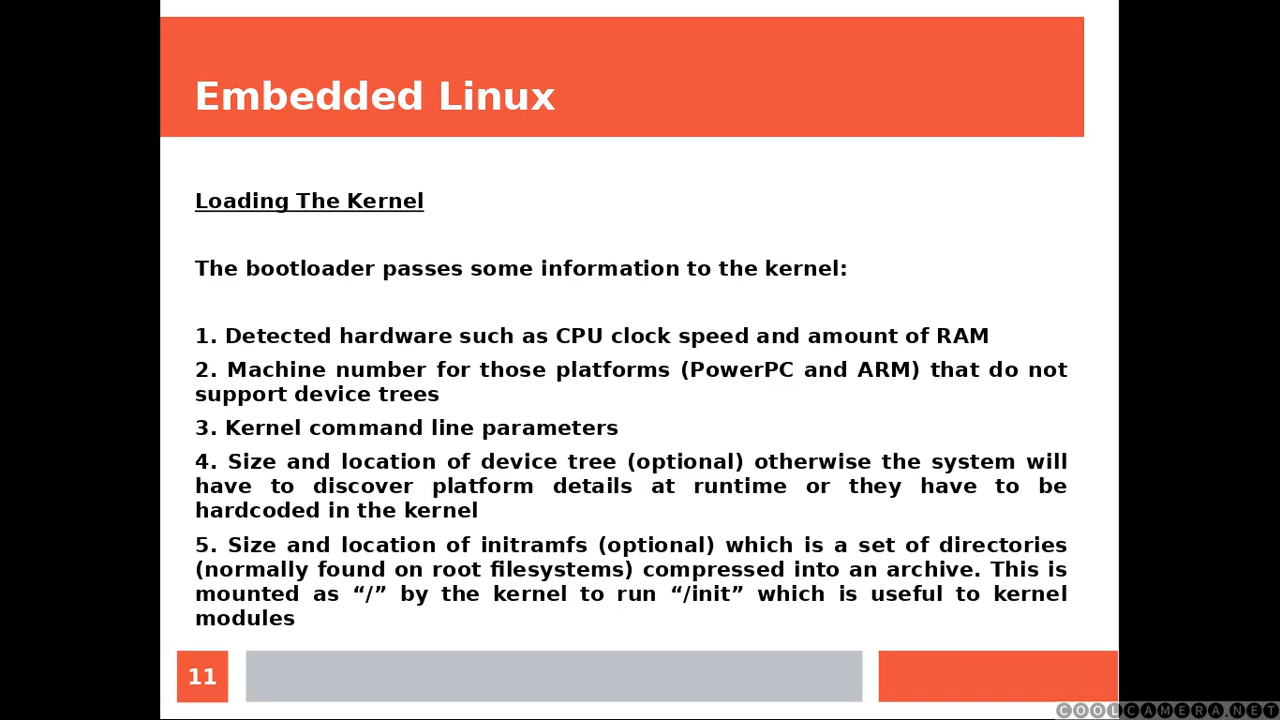 Embedded Linux
Loading The Kernel
The bootloader passes some information to the kernel:
1. Detected hardware such as CPU clock speed and amount of RAM
2. Machine number for those platforms (PowerPC and ARM) that do not
support device trees
3. Kernel command line parameters
4. Size and location of device tree (optional) otherwise the system will
have to discover platform details at runtime or they have to be
hardcoded in the kernel
5. Size and location of initramfs (optional) which is a set of directories
(normally found on root filesystems) compressed into an archive. This is
mounted as “/” by the kernel to run “/init” which is useful to kernel
modules
11
COOLCAMERA.NET